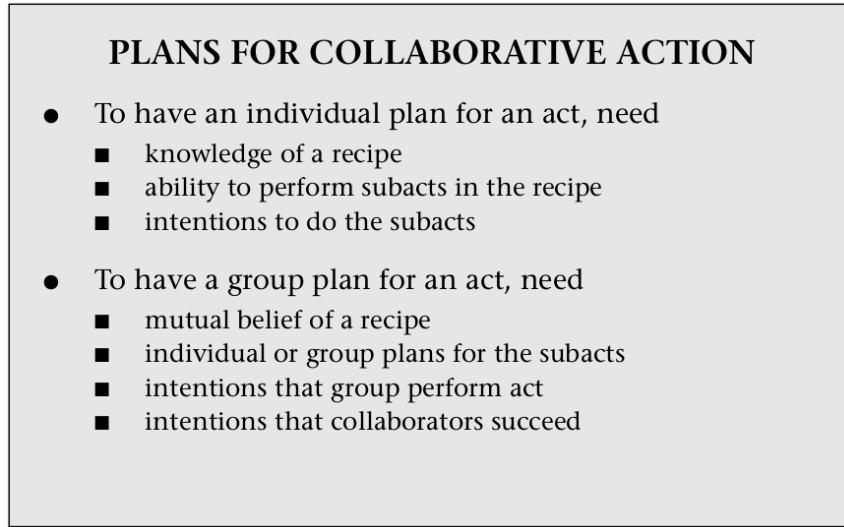 PLANS FOR COLLABORATIVE ACTION
● To have an individual plan for an act, need
■ knowledge of a recipe
■ ability to perform subacts in the recipe
■ intentions to do the subacts
● To have a group plan for an act, need
■ mutual belief of a recipe
■ individual or group plans for the subacts
■ intentions that group perform act
■ intentions that collaborators succeed